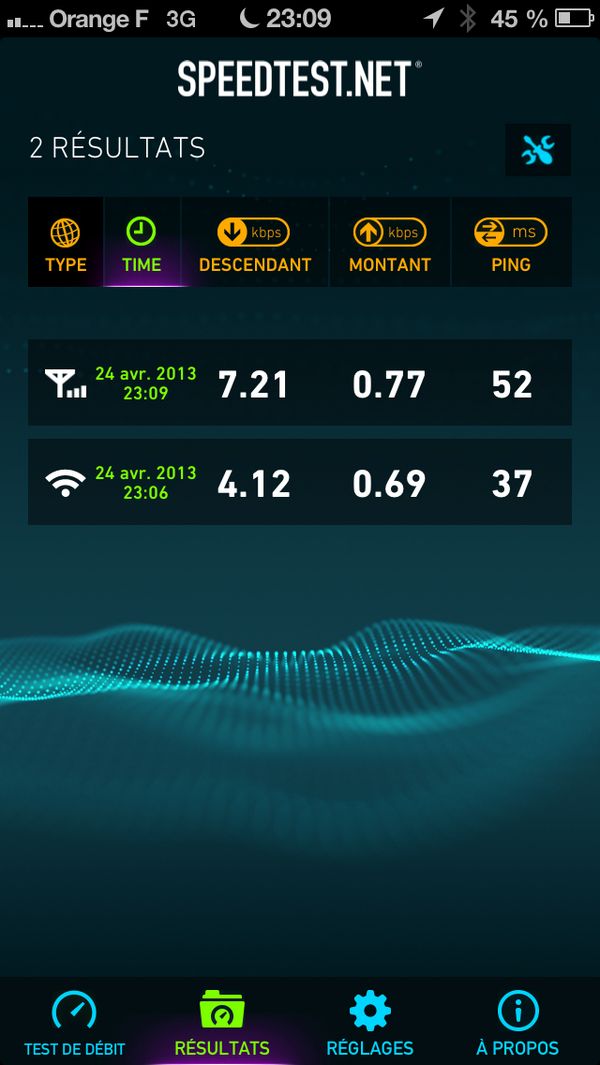 Orange F 3G 23:09 45 %
SPEEDTEST.NET®
2 RÉSULTATS
kbps kbps ms
TYPE TIME DESCENDANT MONTANT PING
24 avr. 2013
23:09
7.21 0.77 52
24 avr. 2013
23:06
4.12 0.69 37
TEST DE DÉBIT RÉSULTATS RÉGLAGES À PROPOS